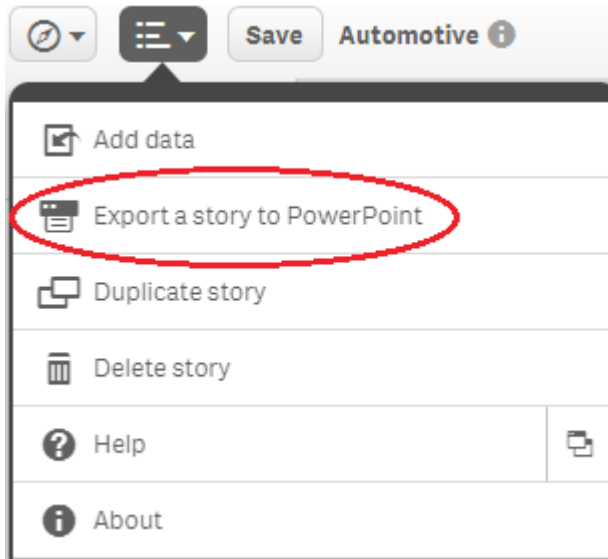 Save Automotive
Add data
Export a story to PowerPoint
Duplicate story
Delete story
Help
About